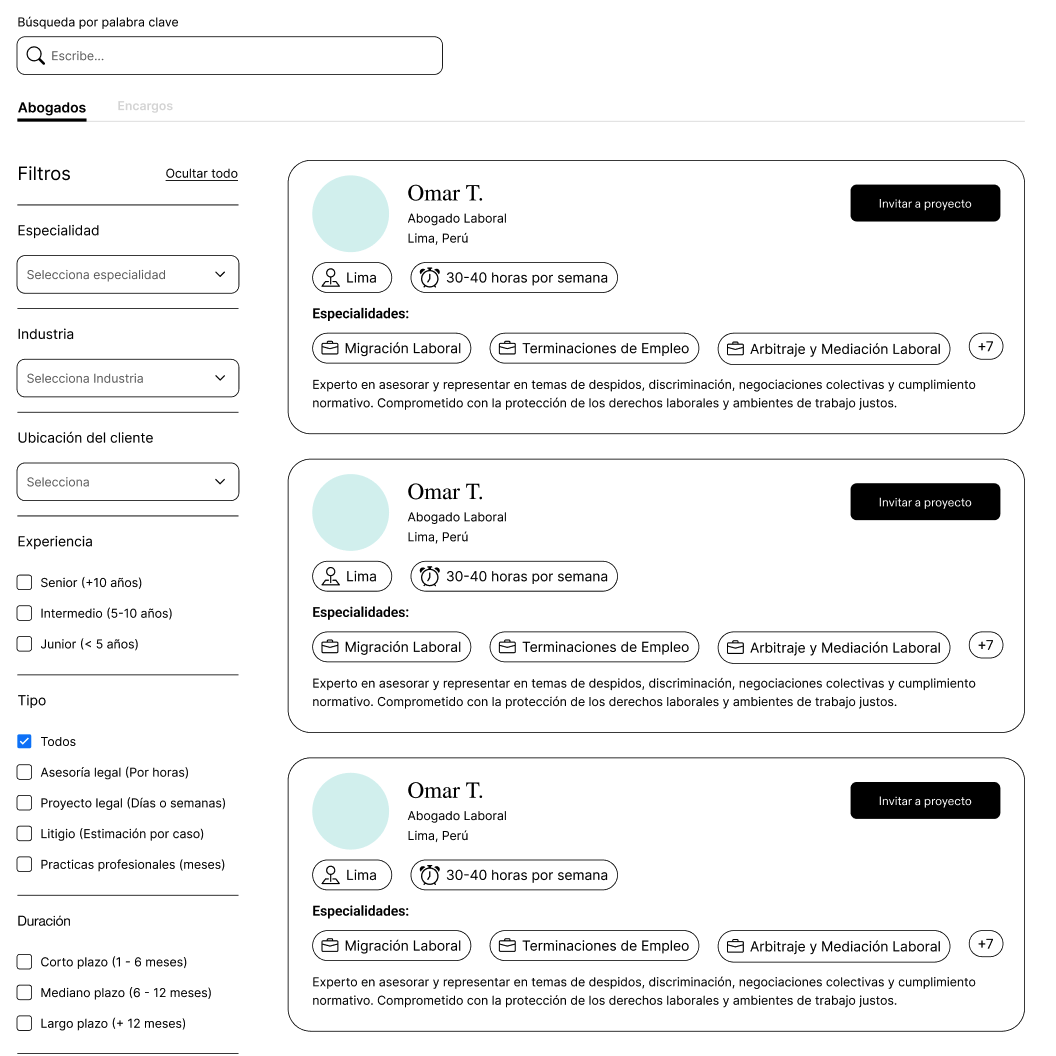 Búsqueda por palabra clave
Escribe...
Abogados
Encargos
Filtros
Ocultar todo
Especialidad
Selecciona especialidad
Industria
Selecciona Industria
Ubicación del cliente
Selecciona
Experiencia
Senior (+10 años)
Intermedio (5-10 años)
Junior (< 5 años)
Tipo
Todos
Asesoría legal (Por horas)
Proyecto legal (Días o semanas)
Litigio (Estimación por caso)
Practicas profesionales (meses)
Duración
Corto plazo (1 - 6 meses)
Mediano plazo (6 - 12 meses)
Largo plazo (+ 12 meses)
Omar T.
Abogado Laboral
Lima, Perú
Invitar a proyecto
Lima
30-40 horas por semana
Especialidades:
Migración Laboral
Terminaciones de Empleo
Arbitraje y Mediación Laboral
+7
Experto en asesorar y representar en temas de despidos, discriminación, negociaciones colectivas y cumplimiento
normativo. Comprometido con la protección de los derechos laborales y ambientes de trabajo justos.
Omar T.
Abogado Laboral
Lima, Perú
Invitar a proyecto
Lima
30-40 horas por semana
Especialidades:
Migración Laboral
Terminaciones de Empleo
Arbitraje y Mediación Laboral
+7
Experto en asesorar y representar en temas de despidos, discriminación, negociaciones colectivas y cumplimiento
normativo. Comprometido con la protección de los derechos laborales y ambientes de trabajo justos.
Omar T.
Abogado Laboral
Lima, Perú
Invitar a proyecto
Lima
30-40 horas por semana
Especialidades:
Migración Laboral
Terminaciones de Empleo
Arbitraje y Mediación Laboral
+7
Experto en asesorar y representar en temas de despidos, discriminación, negociaciones colectivas y cumplimiento
normativo. Comprometido con la protección de los derechos laborales y ambientes de trabajo justos.